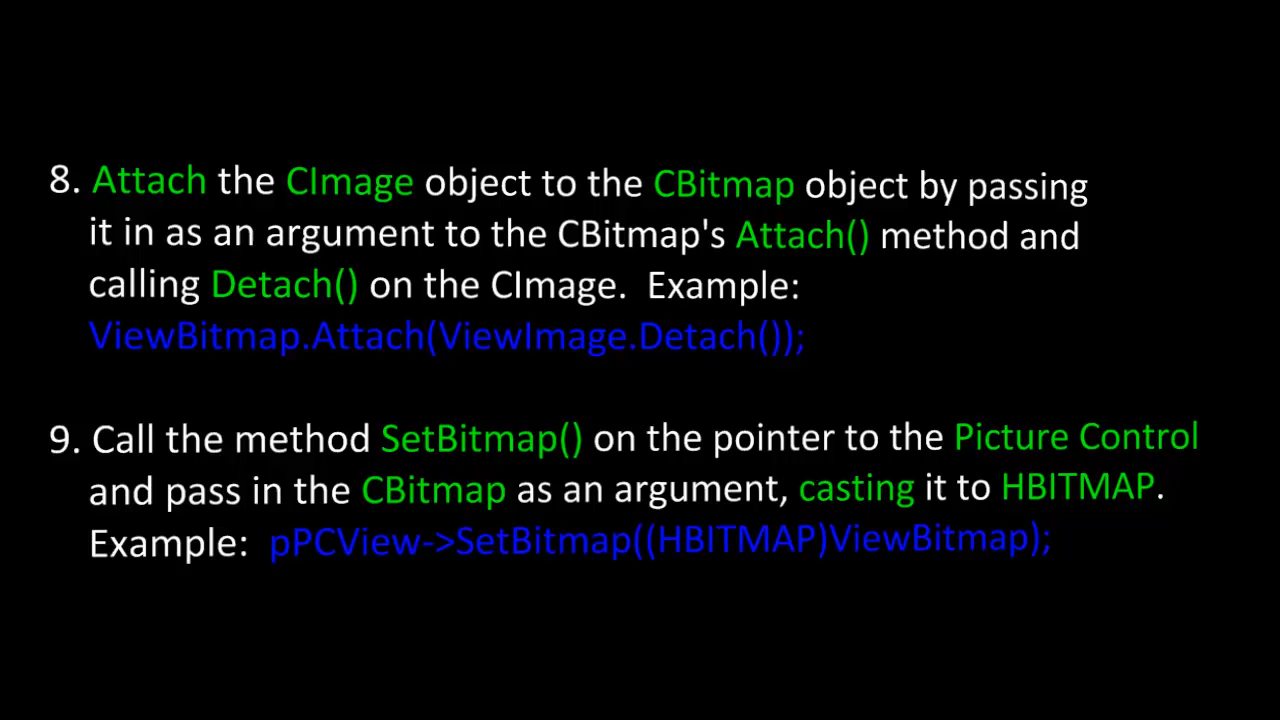 8. Attach the CImage object to the CBitmap object by passing
it in as an argument to the CBitmap's Attach() method and
calling Detach() on the CImage.  Example:
ViewBitmap.Attach(ViewImage.Detach());
9. Call the method SetBitmap() on the pointer to the Picture Control
and pass in the CBitmap as an argument, casting it to HBITMAP.
Example:  pPCView->SetBitmap((HBITMAP)ViewBitmap);